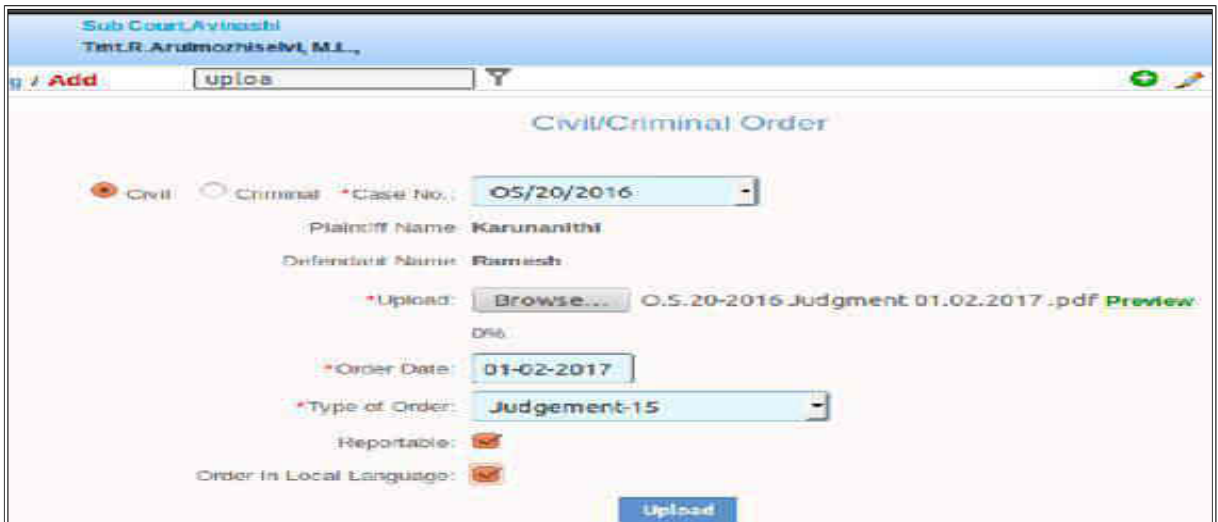 Sub Court,Avinashi
Tmt.R.Arulmozhiselvi, M.L.,
g / Add uploa
Civil/Criminal Order
Civil Criminal *Case No.: OS/20/2016
Plaintiff Name Karunanithi
Defendant Name Ramesh
*Upload: Browse... O.S.20-2016 Judgment 01.02.2017 .pdf Preview
0%
*Order Date: 01-02-2017
*Type of Order: Judgement-15
Reportable:
Order In Local Language:
Upload